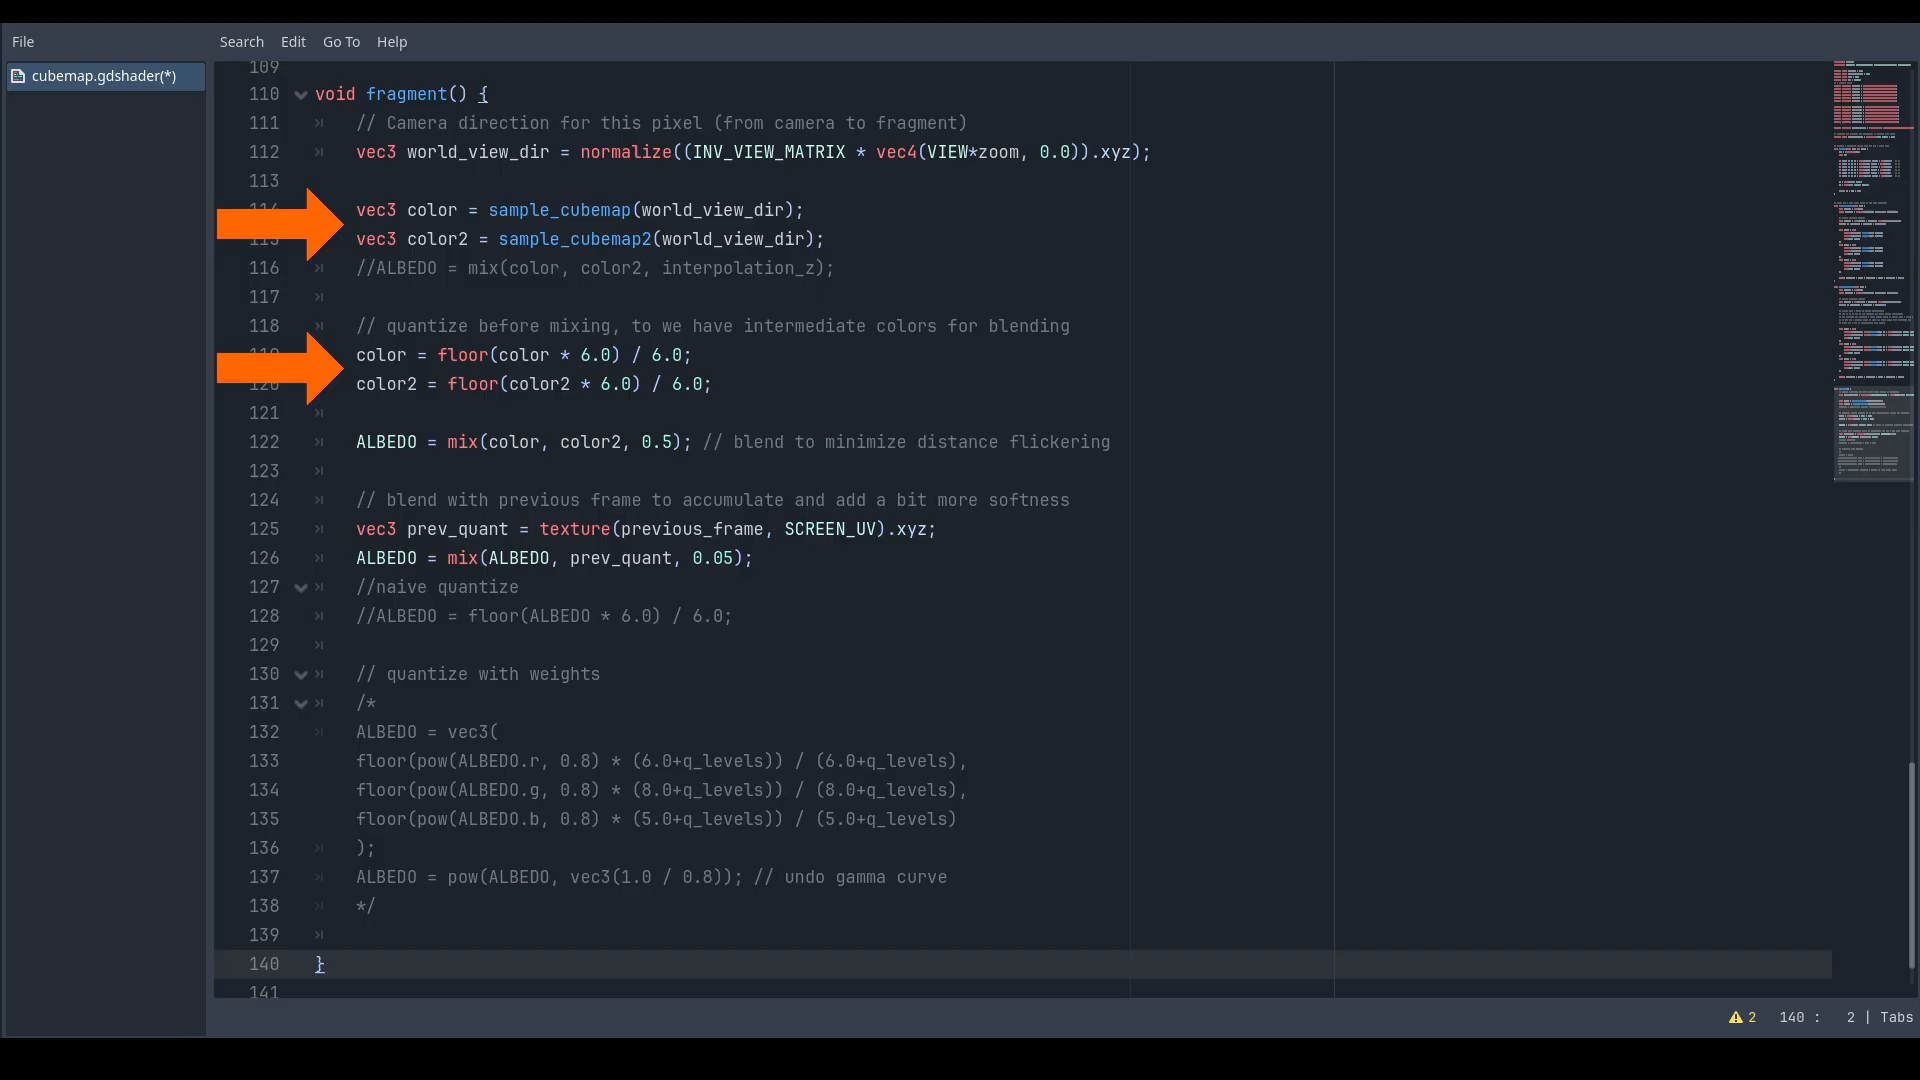 File Search Edit Go To Help
cubemap.gdshader(*)
109
110 void fragment() {
111 // Camera direction for this pixel (from camera to fragment)
112 vec3 world_view_dir = normalize((INV_VIEW_MATRIX * vec4(VIEW*zoom, 0.0)).xyz);
113
114 vec3 color = sample_cubemap(world_view_dir);
115 vec3 color2 = sample_cubemap2(world_view_dir);
116 //ALBEDO = mix(color, color2, interpolation_z);
117
118 // quantize before mixing, to we have intermediate colors for blending
119 color = floor(color * 6.0) / 6.0;
120 color2 = floor(color2 * 6.0) / 6.0;
121
122 ALBEDO = mix(color, color2, 0.5); // blend to minimize distance flickering
123
124 // blend with previous frame to accumulate and add a bit more softness
125 vec3 prev_quant = texture(previous_frame, SCREEN_UV).xyz;
126 ALBEDO = mix(ALBEDO, prev_quant, 0.05);
127 //naive quantize
128 //ALBEDO = floor(ALBEDO * 6.0) / 6.0;
129
130 // quantize with weights
131 /*
132 ALBEDO = vec3(
133 floor(pow(ALBEDO.r, 0.8) * (6.0+q_levels)) / (6.0+q_levels),
134 floor(pow(ALBEDO.g, 0.8) * (8.0+q_levels)) / (8.0+q_levels),
135 floor(pow(ALBEDO.b, 0.8) * (5.0+q_levels)) / (5.0+q_levels)
136 );
137 ALBEDO = pow(ALBEDO, vec3(1.0 / 0.8)); // undo gamma curve
138 */
139
140 }
141
2 140 : 2 | Tabs